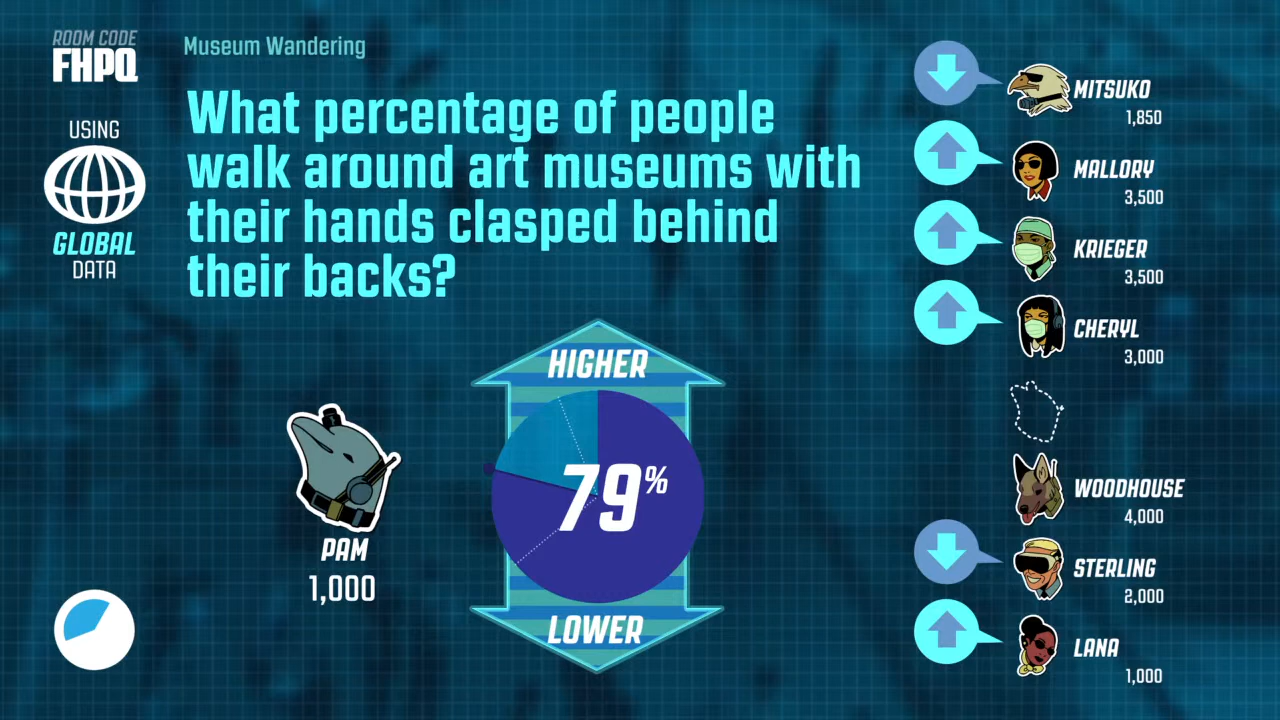 ROOM CODE
FHPQ
USING
GLOBAL
DATA
Museum Wandering
What percentage of people
walk around art museums with
their hands clasped behind
their backs?
HIGHER
79%
LOWER
PAM
1,000
MITSUKO
1,850
MALLORY
3,500
KRIEGER
3,500
CHERYL
3,000
WOODHOUSE
4,000
STERLING
2,000
LANA
1,000